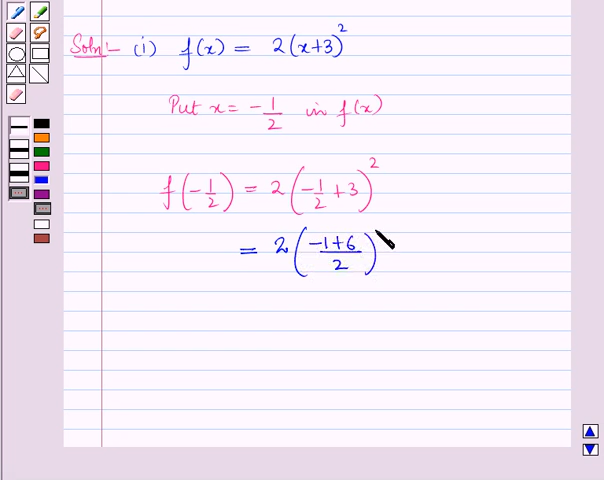 Soln:- (i) f(x) = 2(x+3)²
Put x = -1/2 in f(x)
f(-1/2) = 2(-1/2 + 3)²
= 2(-1+6/2)